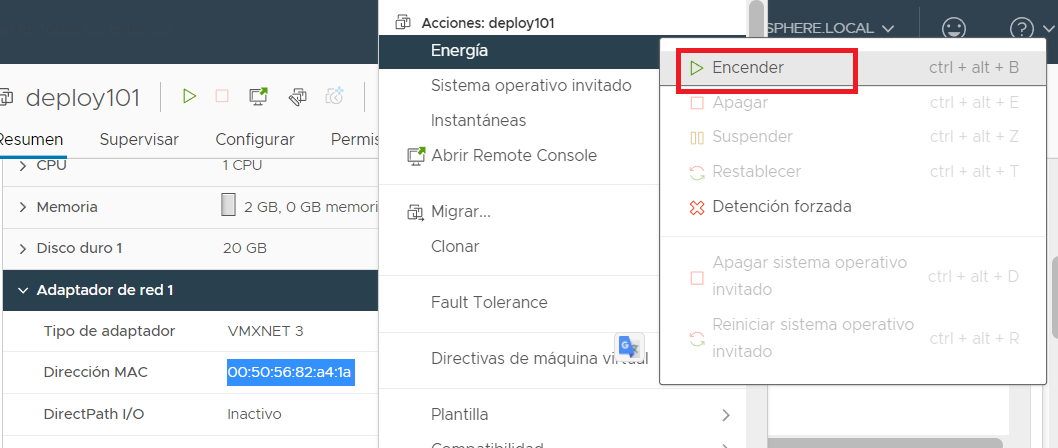 Acciones: deploy101
SPHERE.LOCAL
deploy101
Resumen
Supervisar
Configurar
Permis
CPU
1 CPU
Memoria
2 GB, 0 GB memori
Disco duro 1
20 GB
Adaptador de red 1
Tipo de adaptador
VMXNET 3
Dirección MAC
00:50:56:82:a4:1a
DirectPath I/O
Inactivo
Energía
Sistema operativo invitado
Instantáneas
Abrir Remote Console
Migrar...
Clonar
Fault Tolerance
Directivas de máquina virtual
Plantilla
Compatibilidad
Encender
ctrl + alt + B
Apagar
ctrl + alt + E
Suspender
ctrl + alt + Z
Restablecer
ctrl + alt + T
Detención forzada
Apagar sistema operativo
invitado
ctrl + alt + D
Reiniciar sistema operativo
invitado
ctrl + alt + R